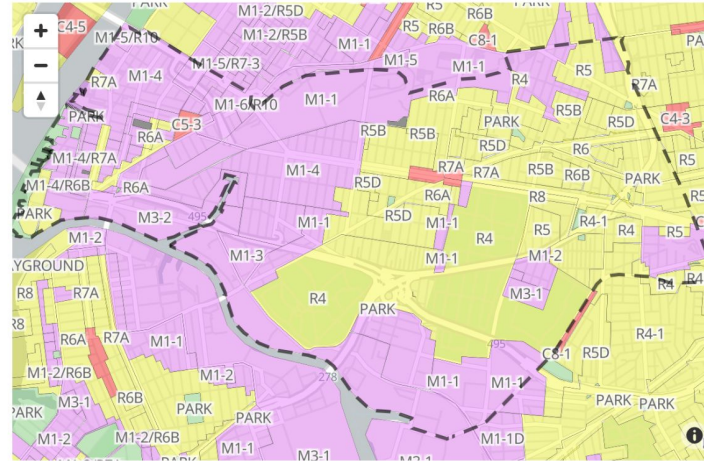 C4-5
M1-2/R5D
R5
R6B
PARK
M1-5/R10
M1-2/R5B
M1-1
C8-1
M1-5
M1-5/R7-3
R7A
M1-4
M1-1
R4
R5
M1-6/R10
M1-1
R6A
R7A
PARK
C5-3
R5B
R5B
PARK
R5B
R5D
C4-3
R6A
R5D
R6
M1-4/R7A
M1-4
R7A
R7A
R5B
R6B
R5
PARK
M1-4/R6B
R6A
R5D
R6A
R8
R5
495
M3-2
R5D
M1-1
R4-1
PARK
M1-1
R5
R4
R5
M1-2
M1-3
R4
M1-2
M1-1
R8
R7A
R4
M3-1
R4
R4
PARK
R6A
R7A
M1-1
495
R4-1
C8-1
R5D
M1-2/R6B
M1-2
278
M1-1
M1-1
M3-1
R6B
PARK
PARK
PARK
PARK
PARK
M1-2
M1-2/R6B
M1-1
M3-1
M1-1D